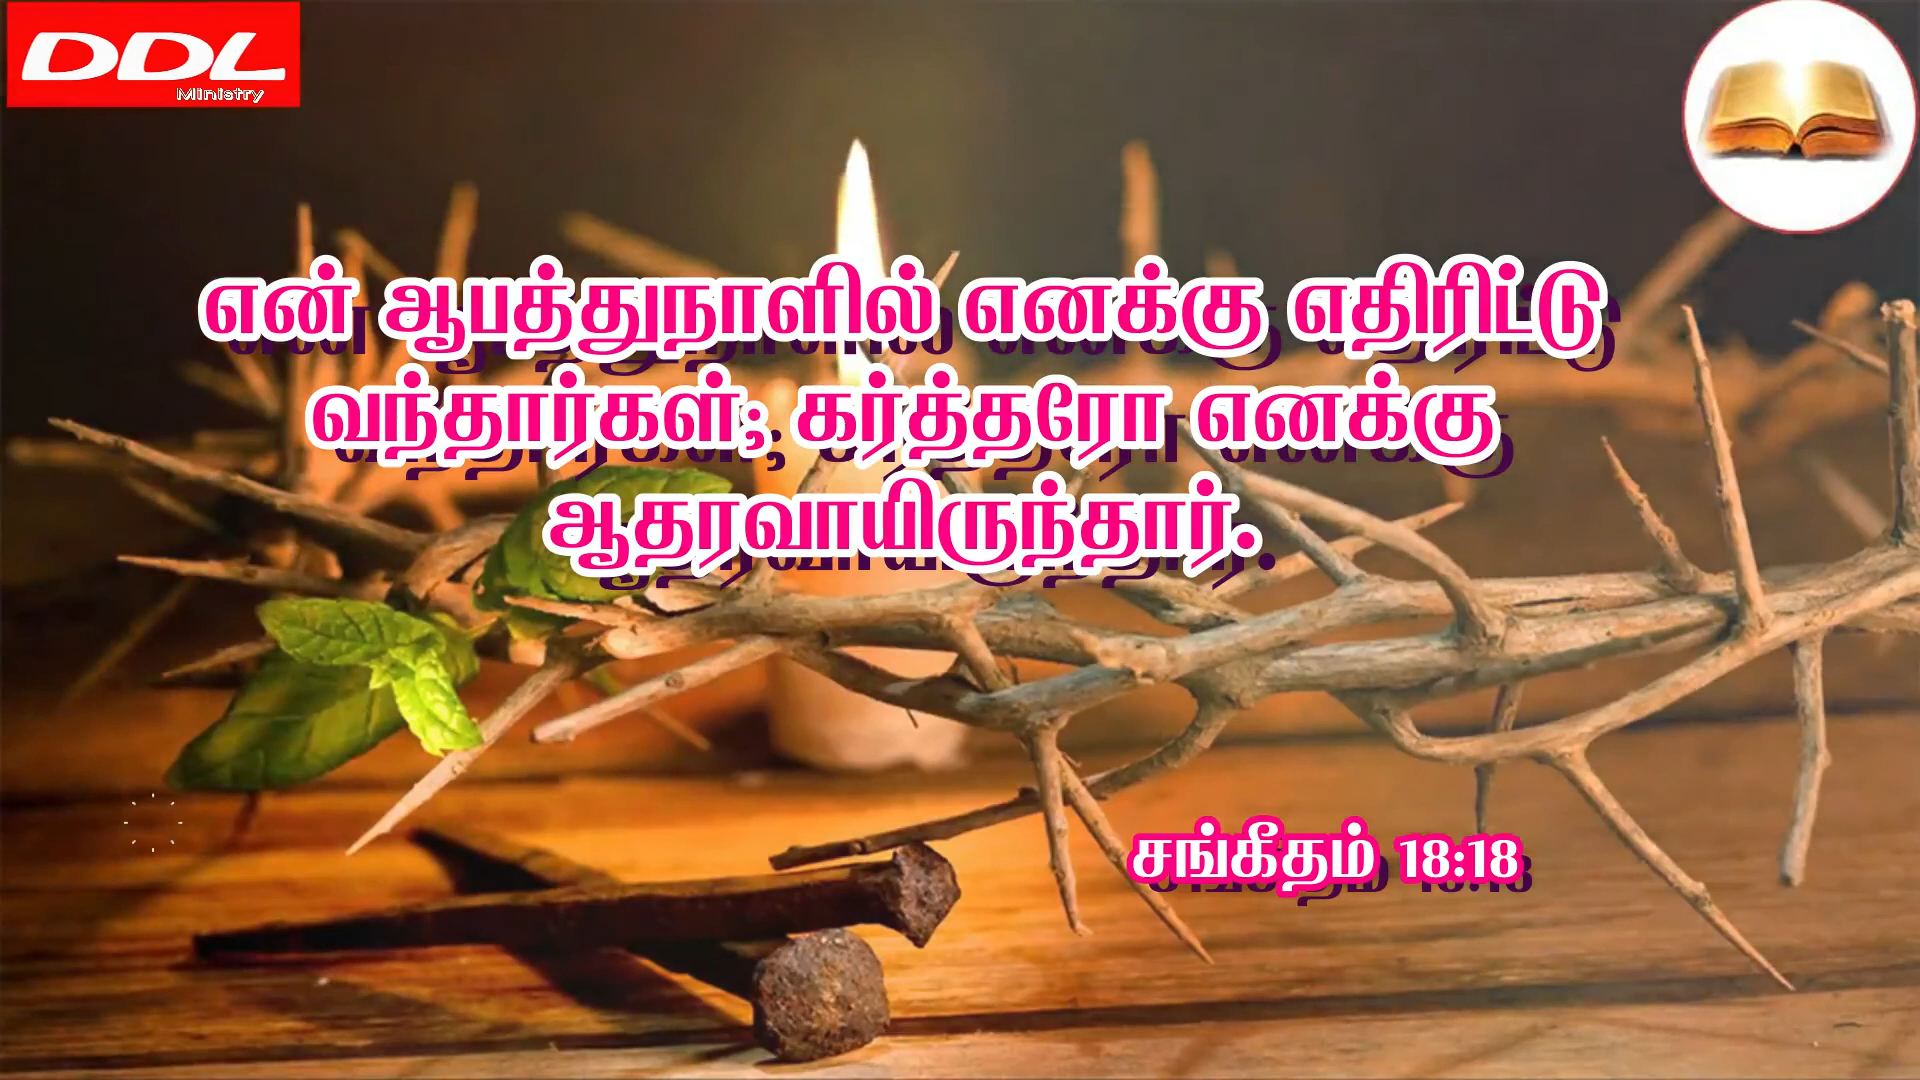 DDL
Ministry
என் ஆபத்துநாளில் எனக்கு எதிரிட்டு
வந்தார்கள்; கர்த்தரோ எனக்கு
ஆதரவாயிருந்தார்.
சங்கீதம் 18:18